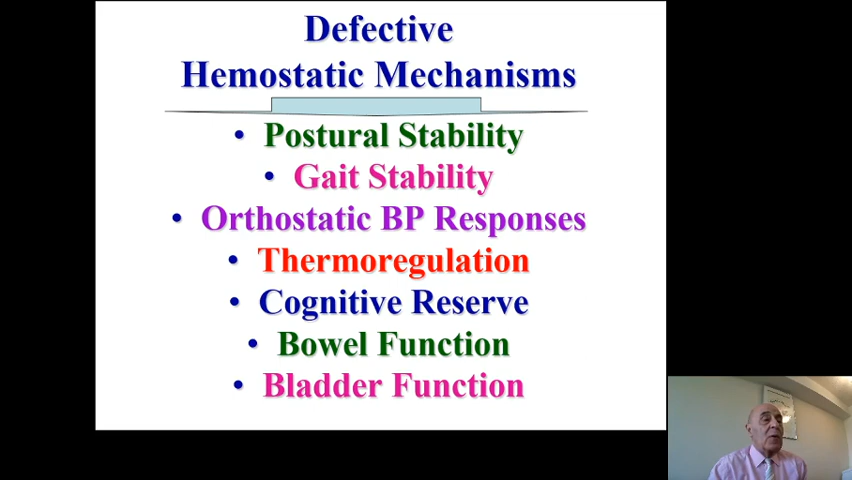 Defective
Hemostatic Mechanisms
• Postural Stability
• Gait Stability
• Orthostatic BP Responses
• Thermoregulation
• Cognitive Reserve
• Bowel Function
• Bladder Function